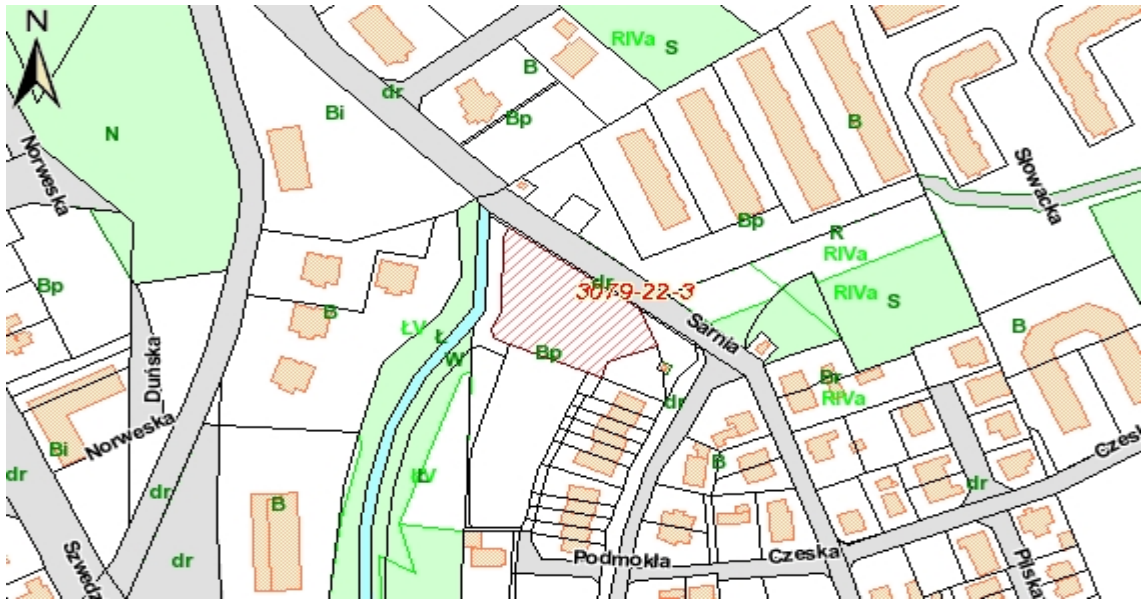 N
RIVa
S
B
dr
Bi
Bp
B
N
Norweska
Słowacka
Bp
R
RIVa
Bp
dr
3079-22-3
RIVa
S
B
Sarnia
ŁV
Ł
W
Bp
B
Duńska
Br
RIVa
dr
Norweska
Bi
dr
Czeska
B
ŁV
Ł
dr
dr
B
dr
Szwedz
Podmokła
Czeska
Pilska